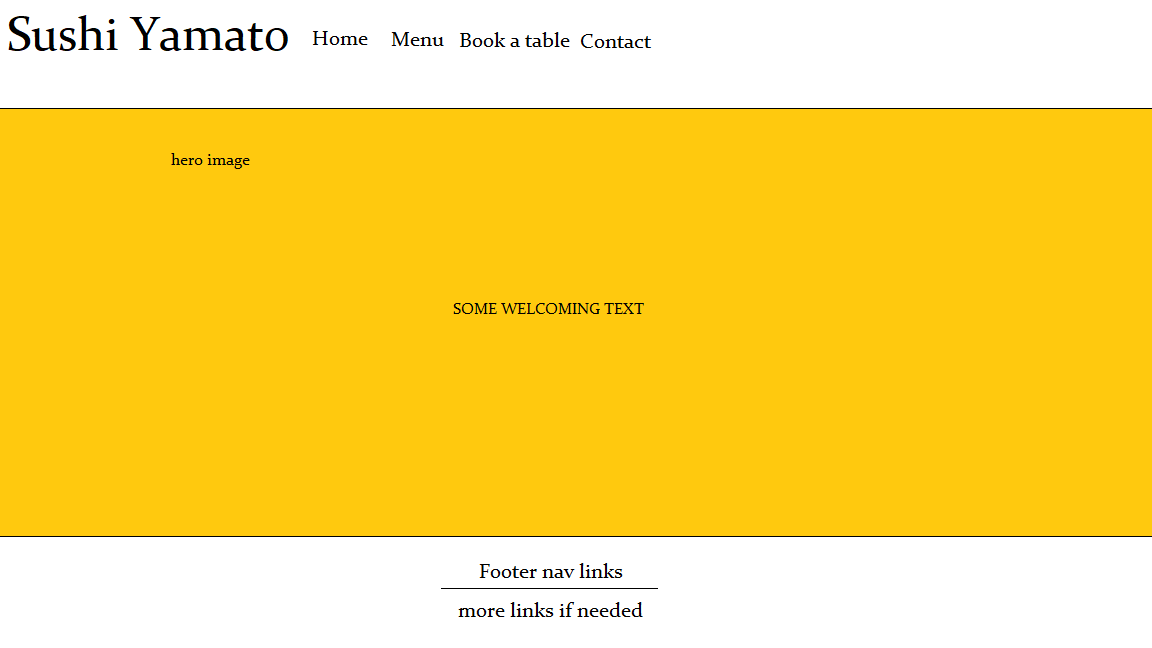 Sushi Yamato Home Menu Book a table Contact
hero image
SOME WELCOMING TEXT
Footer nav links
more links if needed